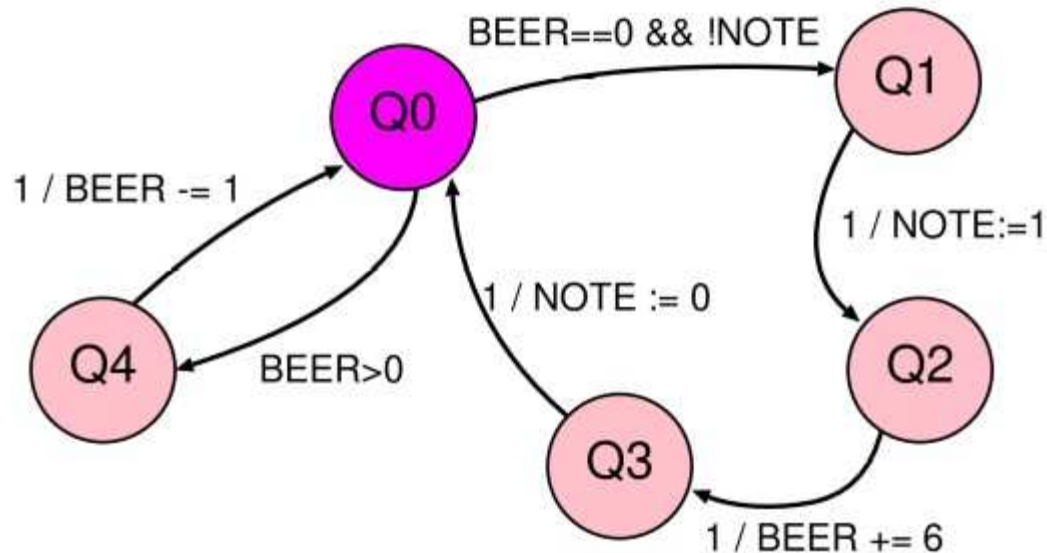 BEER==0 && !NOTE
Q1
Q0
1 / BEER -= 1
1 / NOTE:=1
1 / NOTE := 0
Q4
BEER>0
Q2
Q3
1 / BEER += 6